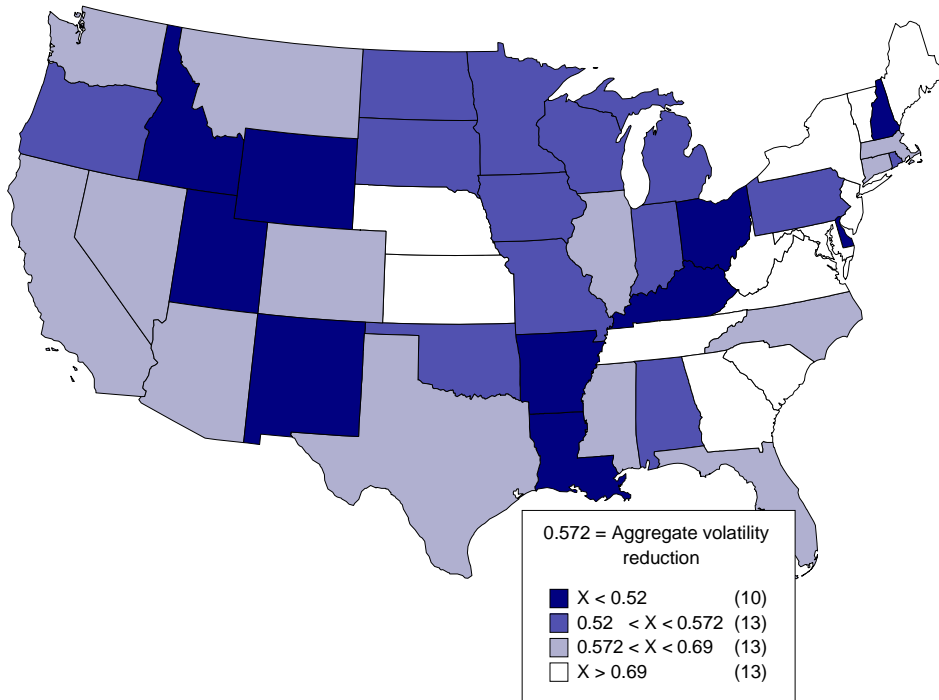 0.572 = Aggregate volatility
reduction
X < 0.52 (10)
0.52 < X < 0.572 (13)
0.572 < X < 0.69 (13)
X > 0.69 (13)